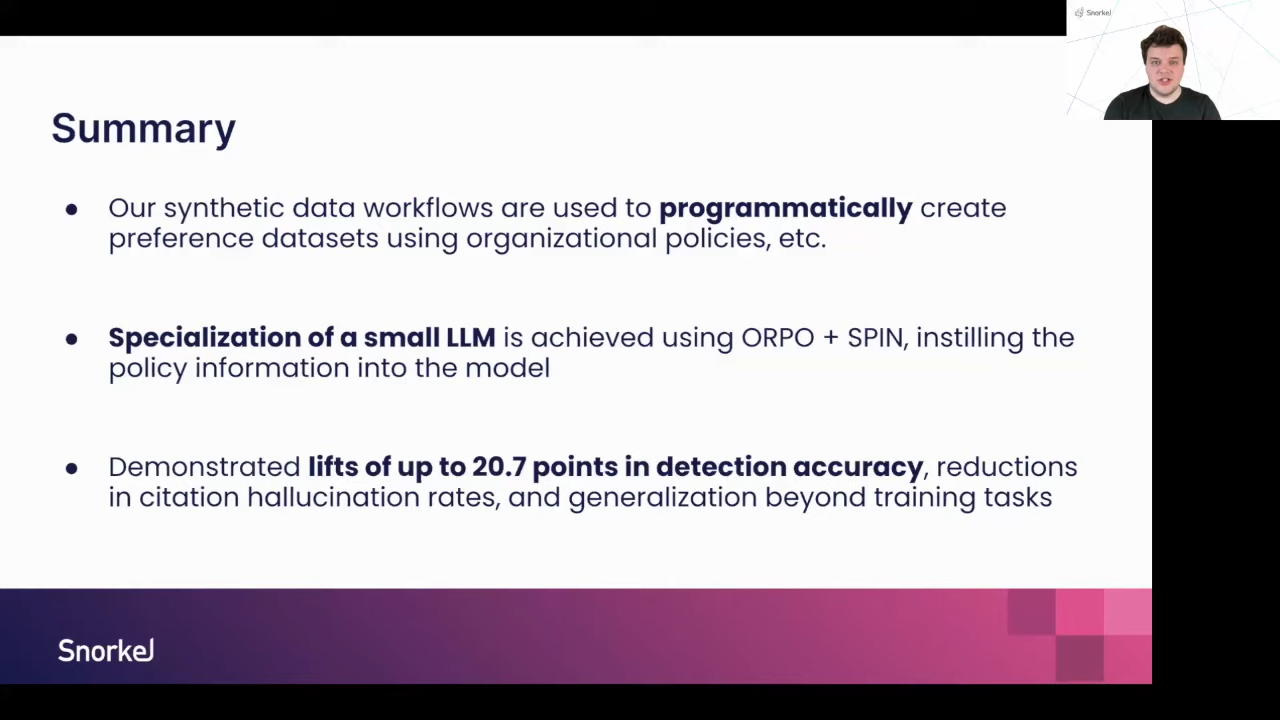 Snorkel
Summary
● Our synthetic data workflows are used to programmatically create
preference datasets using organizational policies, etc.
● Specialization of a small LLM is achieved using ORPO + SPIN, instilling the
policy information into the model
● Demonstrated lifts of up to 20.7 points in detection accuracy, reductions
in citation hallucination rates, and generalization beyond training tasks
Snorkel